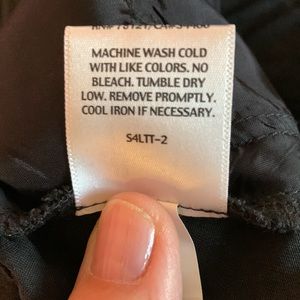 MACHINE WASH COLD
WITH LIKE COLORS. NO
BLEACH. TUMBLE DRY
LOW. REMOVE PROMPTLY.
COOL IRON IF NECESSARY.
S4LTT-2